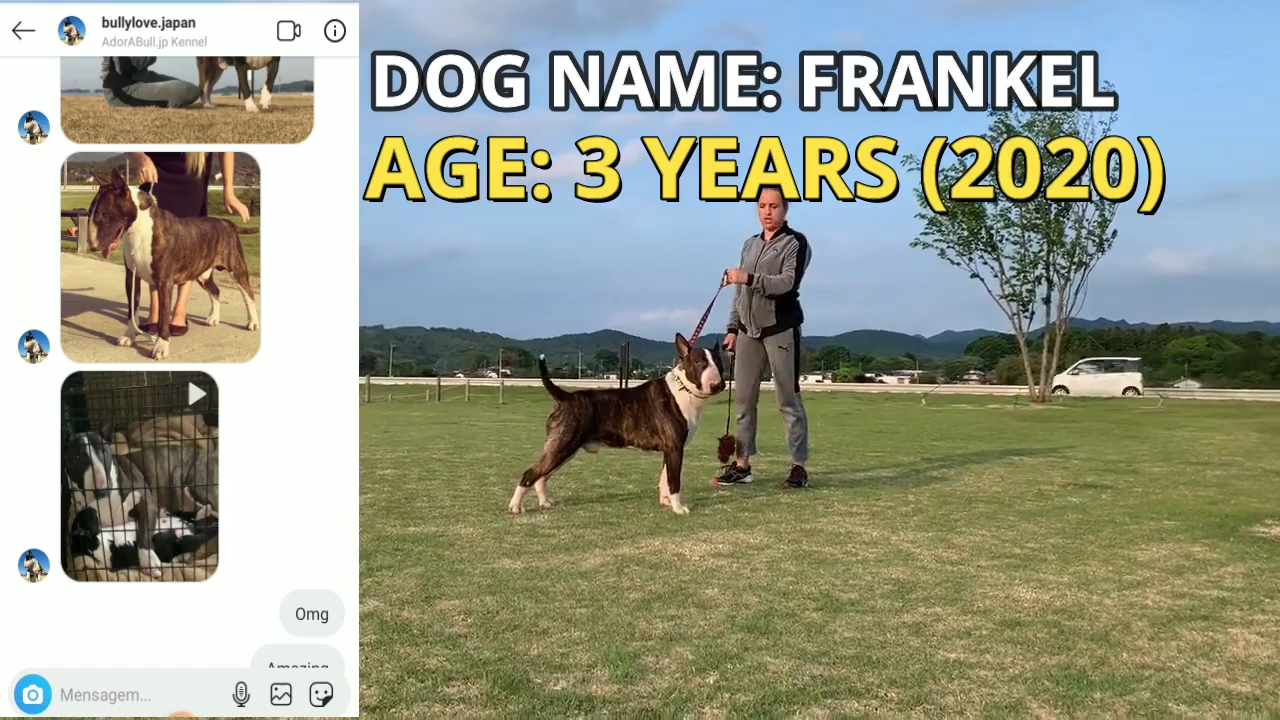 bullylove.japan
AdorABull.jp Kennel
DOG NAME: FRANKEL
AGE: 3 YEARS (2020)
Omg
Amazing
Mensagem...